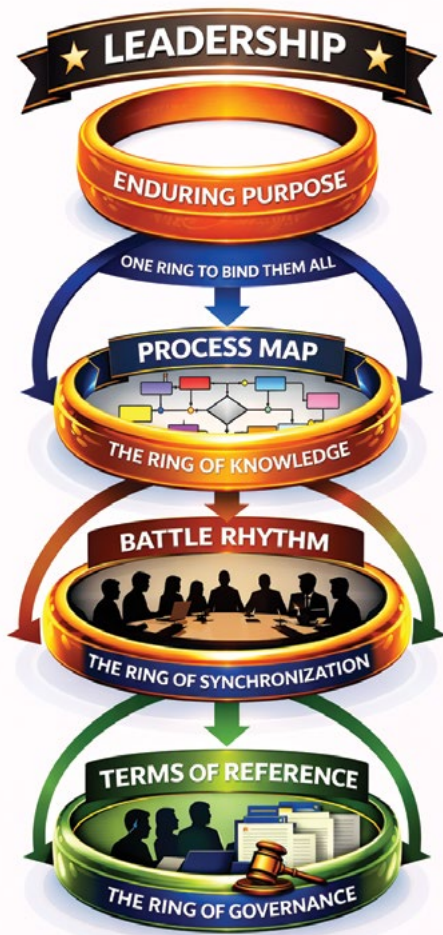 LEADERSHIP
ENDURING PURPOSE
ONE RING TO BIND THEM ALL
PROCESS MAP
THE RING OF KNOWLEDGE
BATTLE RHYTHM
THE RING OF SYNCHRONIZATION
TERMS OF REFERENCE
THE RING OF GOVERNANCE